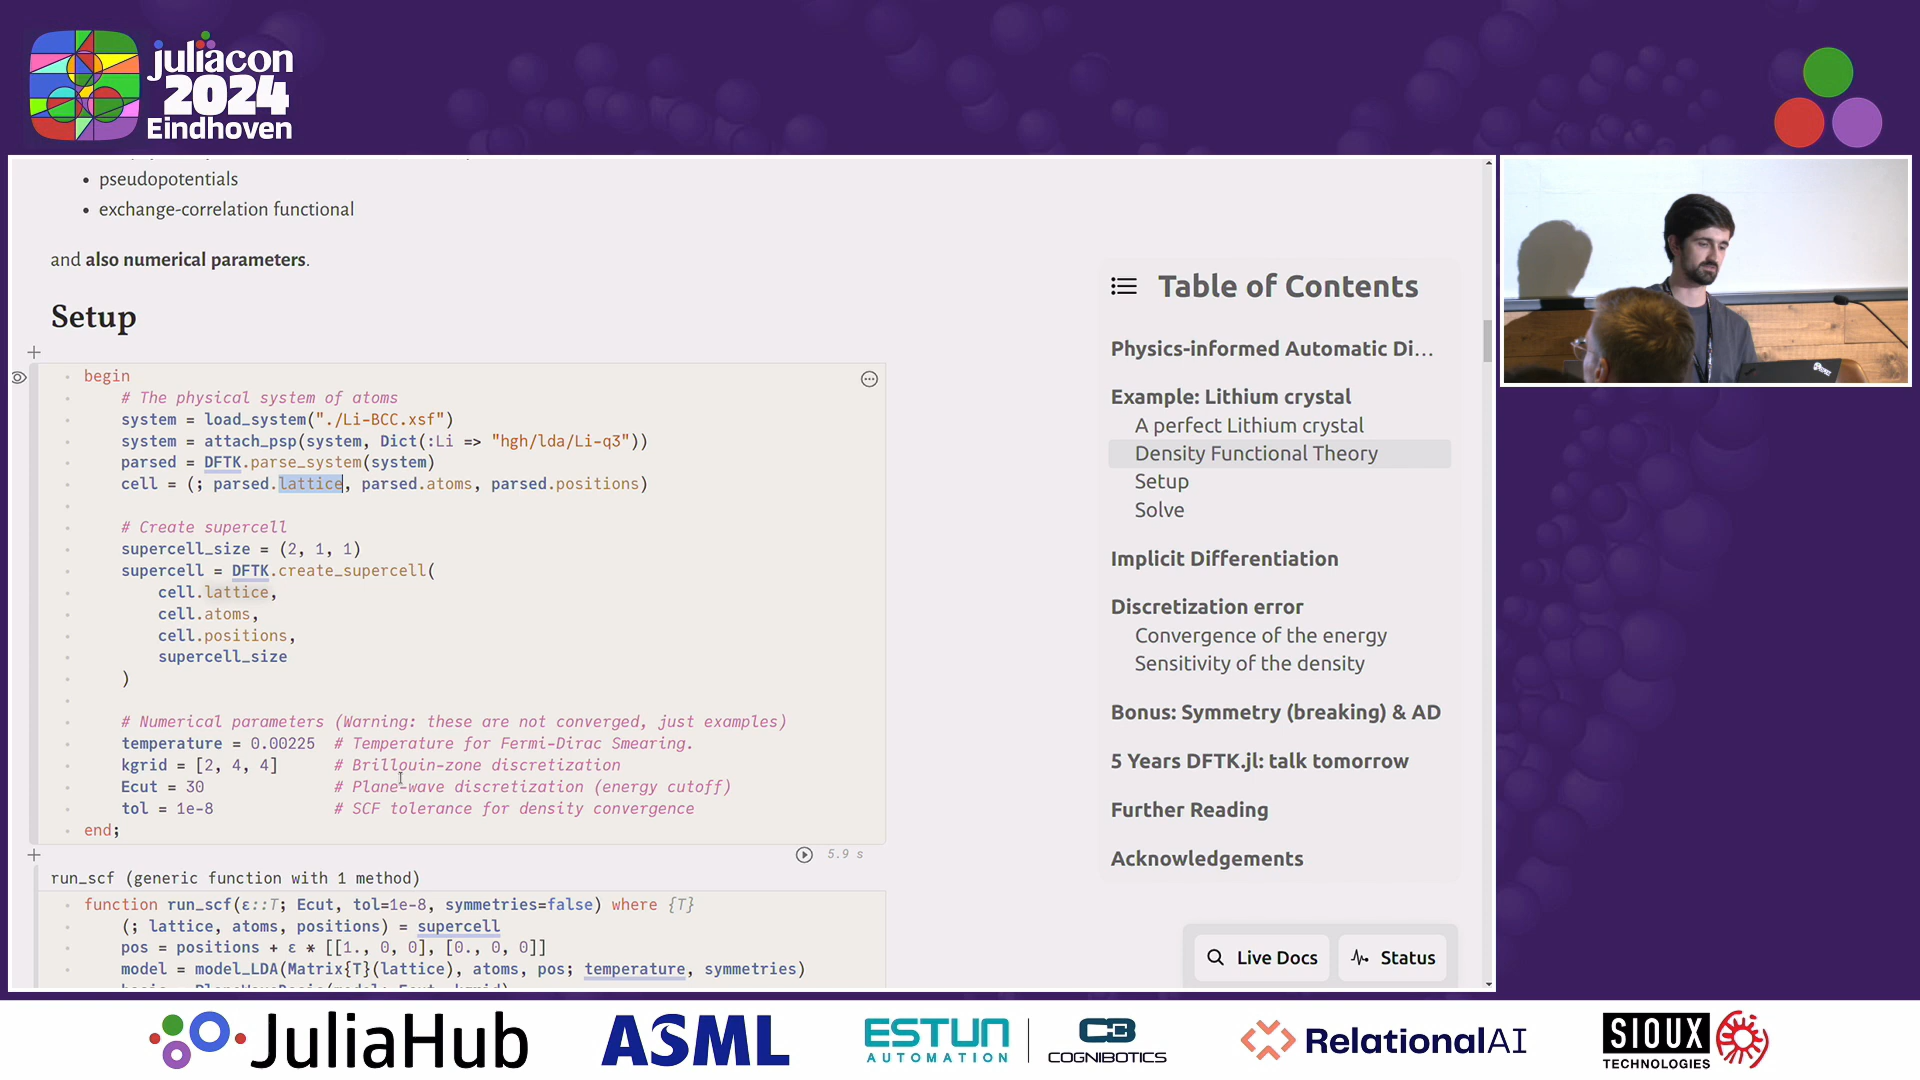 juliacon
2024
Eindhoven
• pseudopotentials
• exchange-correlation functional
and also numerical parameters.
Setup
begin
# The physical system of atoms
system = load_system("./Li-BCC.xsf")
system = attach_psp(system, Dict(:Li => "hgh/lda/Li-q3"))
parsed = DFTK.parse_system(system)
cell = (; parsed.lattice, parsed.atoms, parsed.positions)
# Create supercell
supercell_size = (2, 1, 1)
supercell = DFTK.create_supercell(
cell.lattice,
cell.atoms,
cell.positions,
supercell_size
)
# Numerical parameters (Warning: these are not converged, just examples)
temperature = 0.00225 # Temperature for Fermi-Dirac Smearing.
kgrid = [2, 4, 4] # Brillouin-zone discretization
Ecut = 30 # Plane-wave discretization (energy cutoff)
tol = 1e-8 # SCF tolerance for density convergence
end;
5.9 s
run_scf (generic function with 1 method)
function run_scf(ε::T; Ecut, tol=1e-8, symmetries=false) where {T}
(; lattice, atoms, positions) = supercell
pos = positions + ε * [[1., 0, 0], [0., 0, 0]]
model = model_LDA(Matrix{T}(lattice), atoms, pos; temperature, symmetries)
Table of Contents
Physics-informed Automatic Di...
Example: Lithium crystal
A perfect Lithium crystal
Density Functional Theory
Setup
Solve
Implicit Differentiation
Discretization error
Convergence of the energy
Sensitivity of the density
Bonus: Symmetry (breaking) & AD
5 Years DFTK.jl: talk tomorrow
Further Reading
Acknowledgements
Live Docs
Status
JuliaHub
ASML
ESTUN
AUTOMATION
COGNIBOTICS
RelationalAI
SIOUX
TECHNOLOGIES